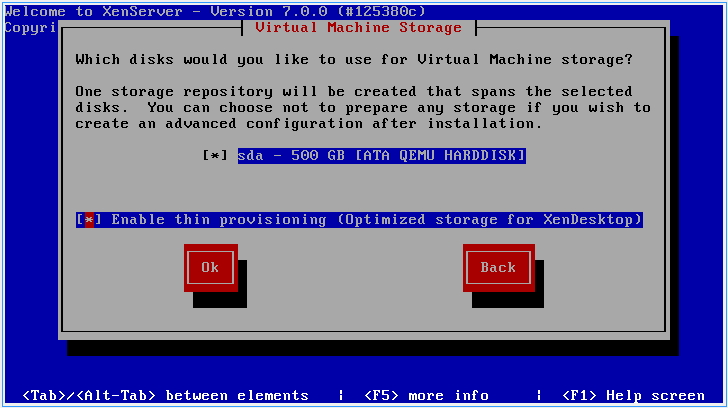 Welcome to XenServer - Version 7.0.0 (#125380c)
Copyri
Virtual Machine Storage
Which disks would you like to use for Virtual Machine storage?
One storage repository will be created that spans the selected
disks.  You can choose not to prepare any storage if you wish to
create an advanced configuration after installation.
[*] sda - 500 GB [ATA QEMU HARDDISK]
[*] Enable thin provisioning (Optimized storage for XenDesktop)
Ok Back
<Tab>/<Alt-Tab> between elements | <F5> more info | <F1> Help screen